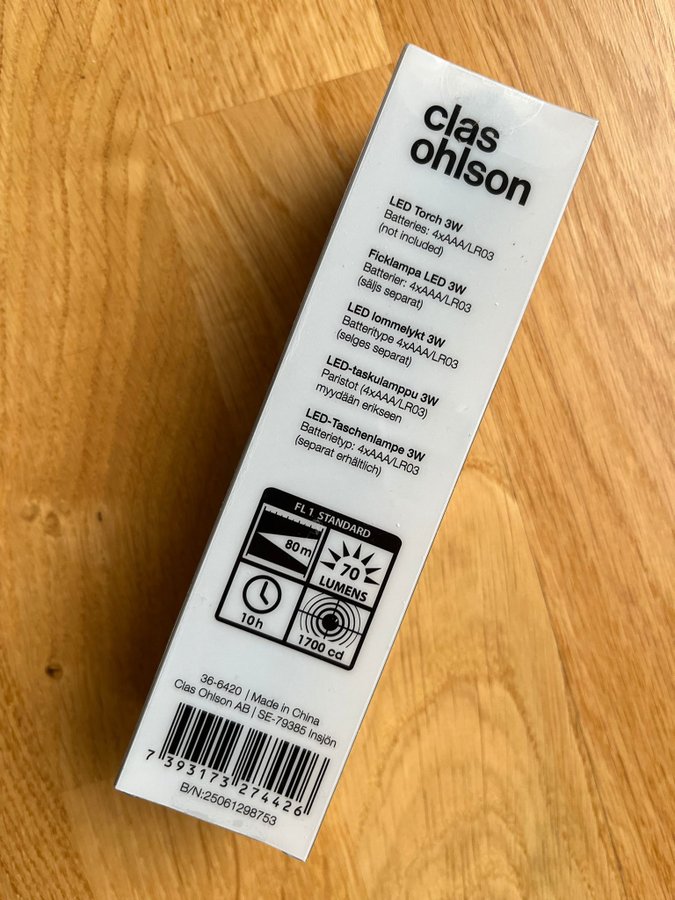 clas
ohlson
LED Torch 3W
Batteries: 4xAAA/LR03
(not included)
Ficklampa LED 3W
Batterier: 4xAAA/LR03
(säljs separat)
LED lommelykt 3W
Batteritype 4xAAA/LR03
(selges separat)
LED-taskulamppu 3W
Paristot (4xAAA/LR03)
myydään erikseen
LED-Taschenlampe 3W
Batterietyp: 4xAAA/LR03
(separat erhältlich)
FL 1 STANDARD
80 m
70
LUMENS
10 h
1700 cd
36-6420 | Made in China
Clas Ohlson AB | SE-79385 Insjön
7 393173 274426
B/N:25061298753